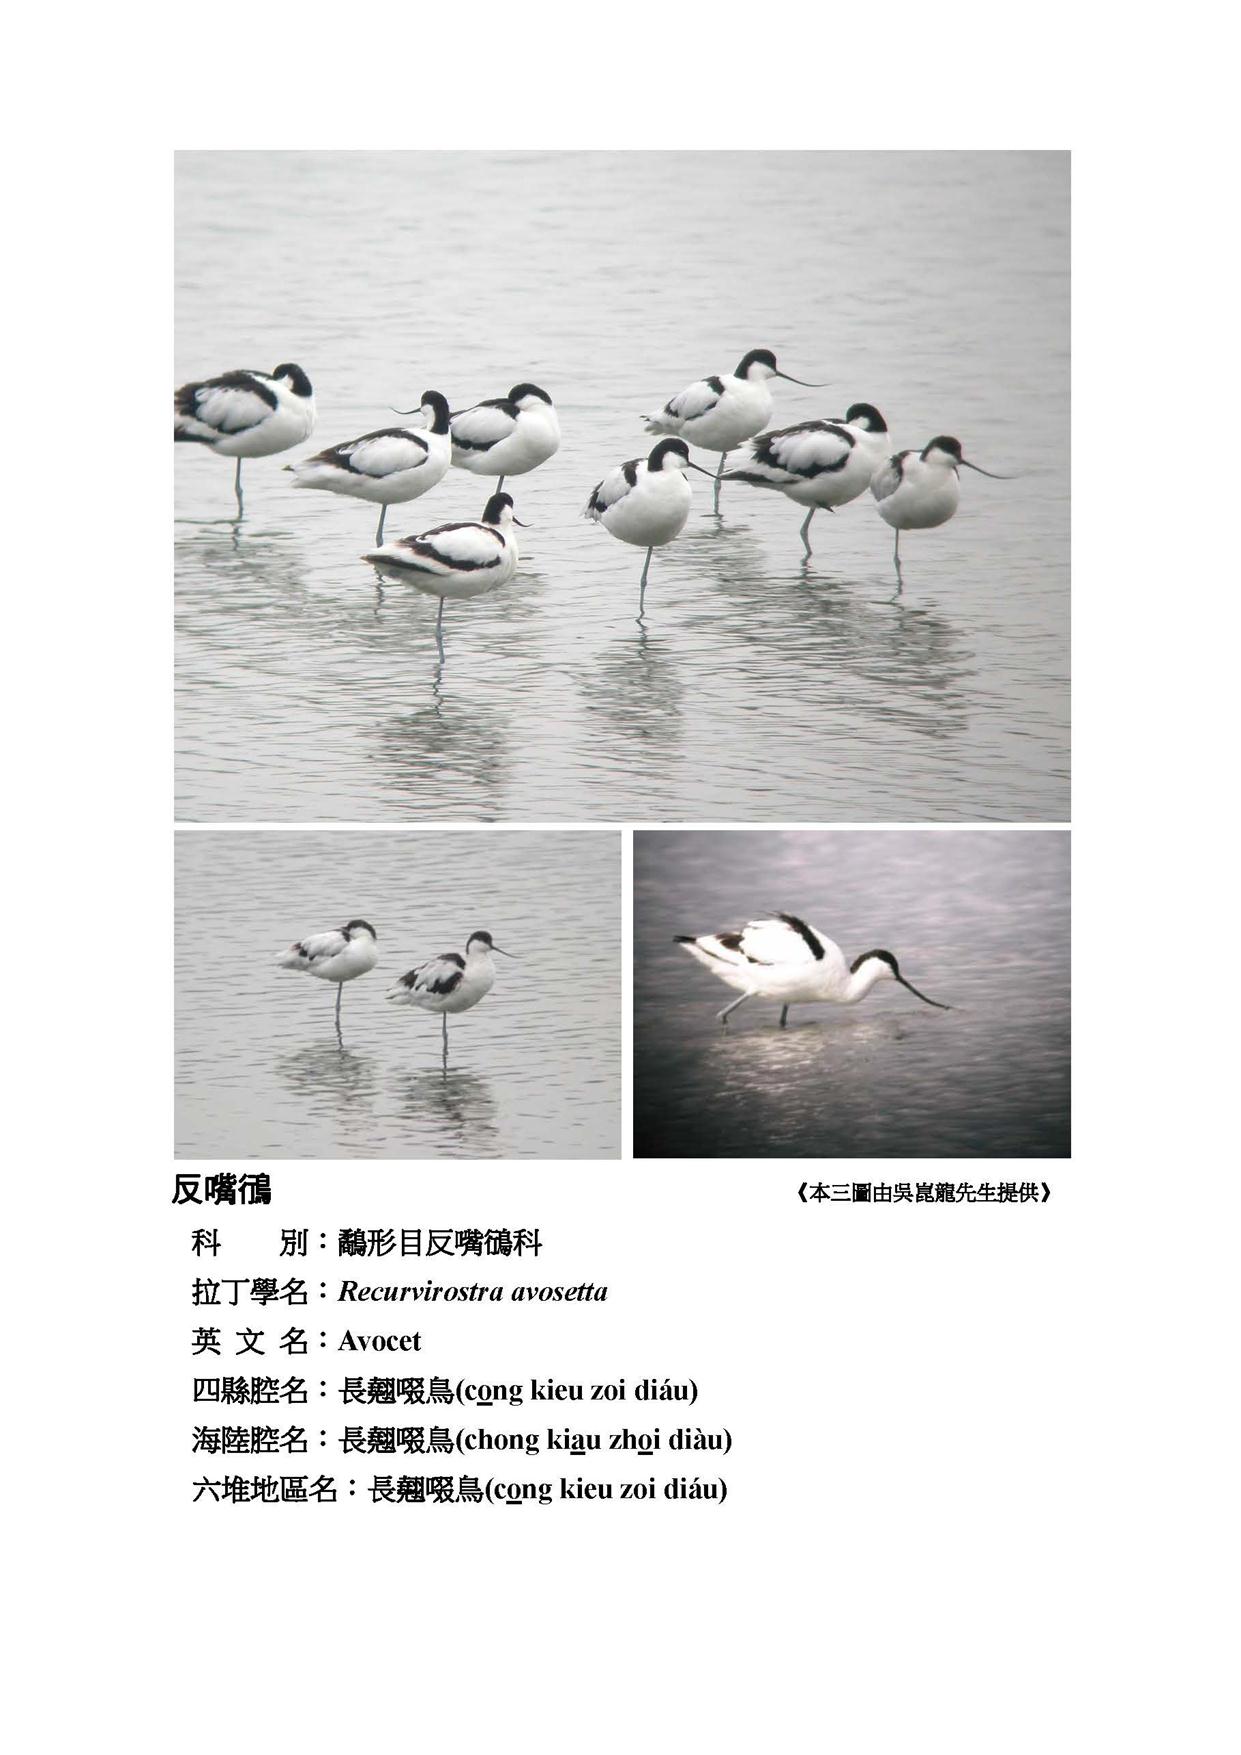 反嘴鴴 《本三圖由吳崑龍先生提供》
科 別：鷸形目反嘴鴴科
拉丁學名：Recurvirostra avosetta
英 文 名：Avocet
四縣腔名：長翹啜鳥(cong kieu zoi diáu)
海陸腔名：長翹啜鳥(chong kiau zhoi diàu)
六堆地區名：長翹啜鳥(cong kieu zoi diáu)